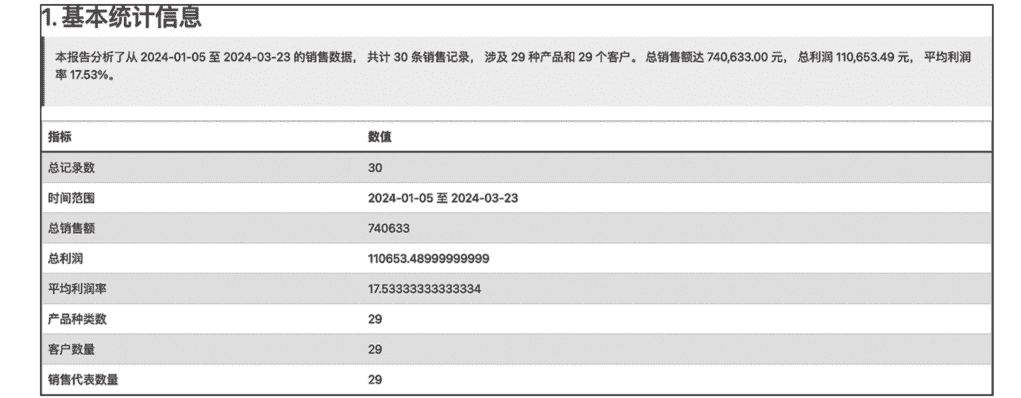 1. 基本统计信息
本报告分析了从 2024-01-05 至 2024-03-23 的销售数据， 共计 30 条销售记录， 涉及 29 种产品和 29 个客户。 总销售额达 740,633.00 元， 总利润 110,653.49 元， 平均利润
率 17.53%。
指标 数值
总记录数 30
时间范围 2024-01-05 至 2024-03-23
总销售额 740633
总利润 110653.48999999999
平均利润率 17.53333333333334
产品种类数 29
客户数量 29
销售代表数量 29